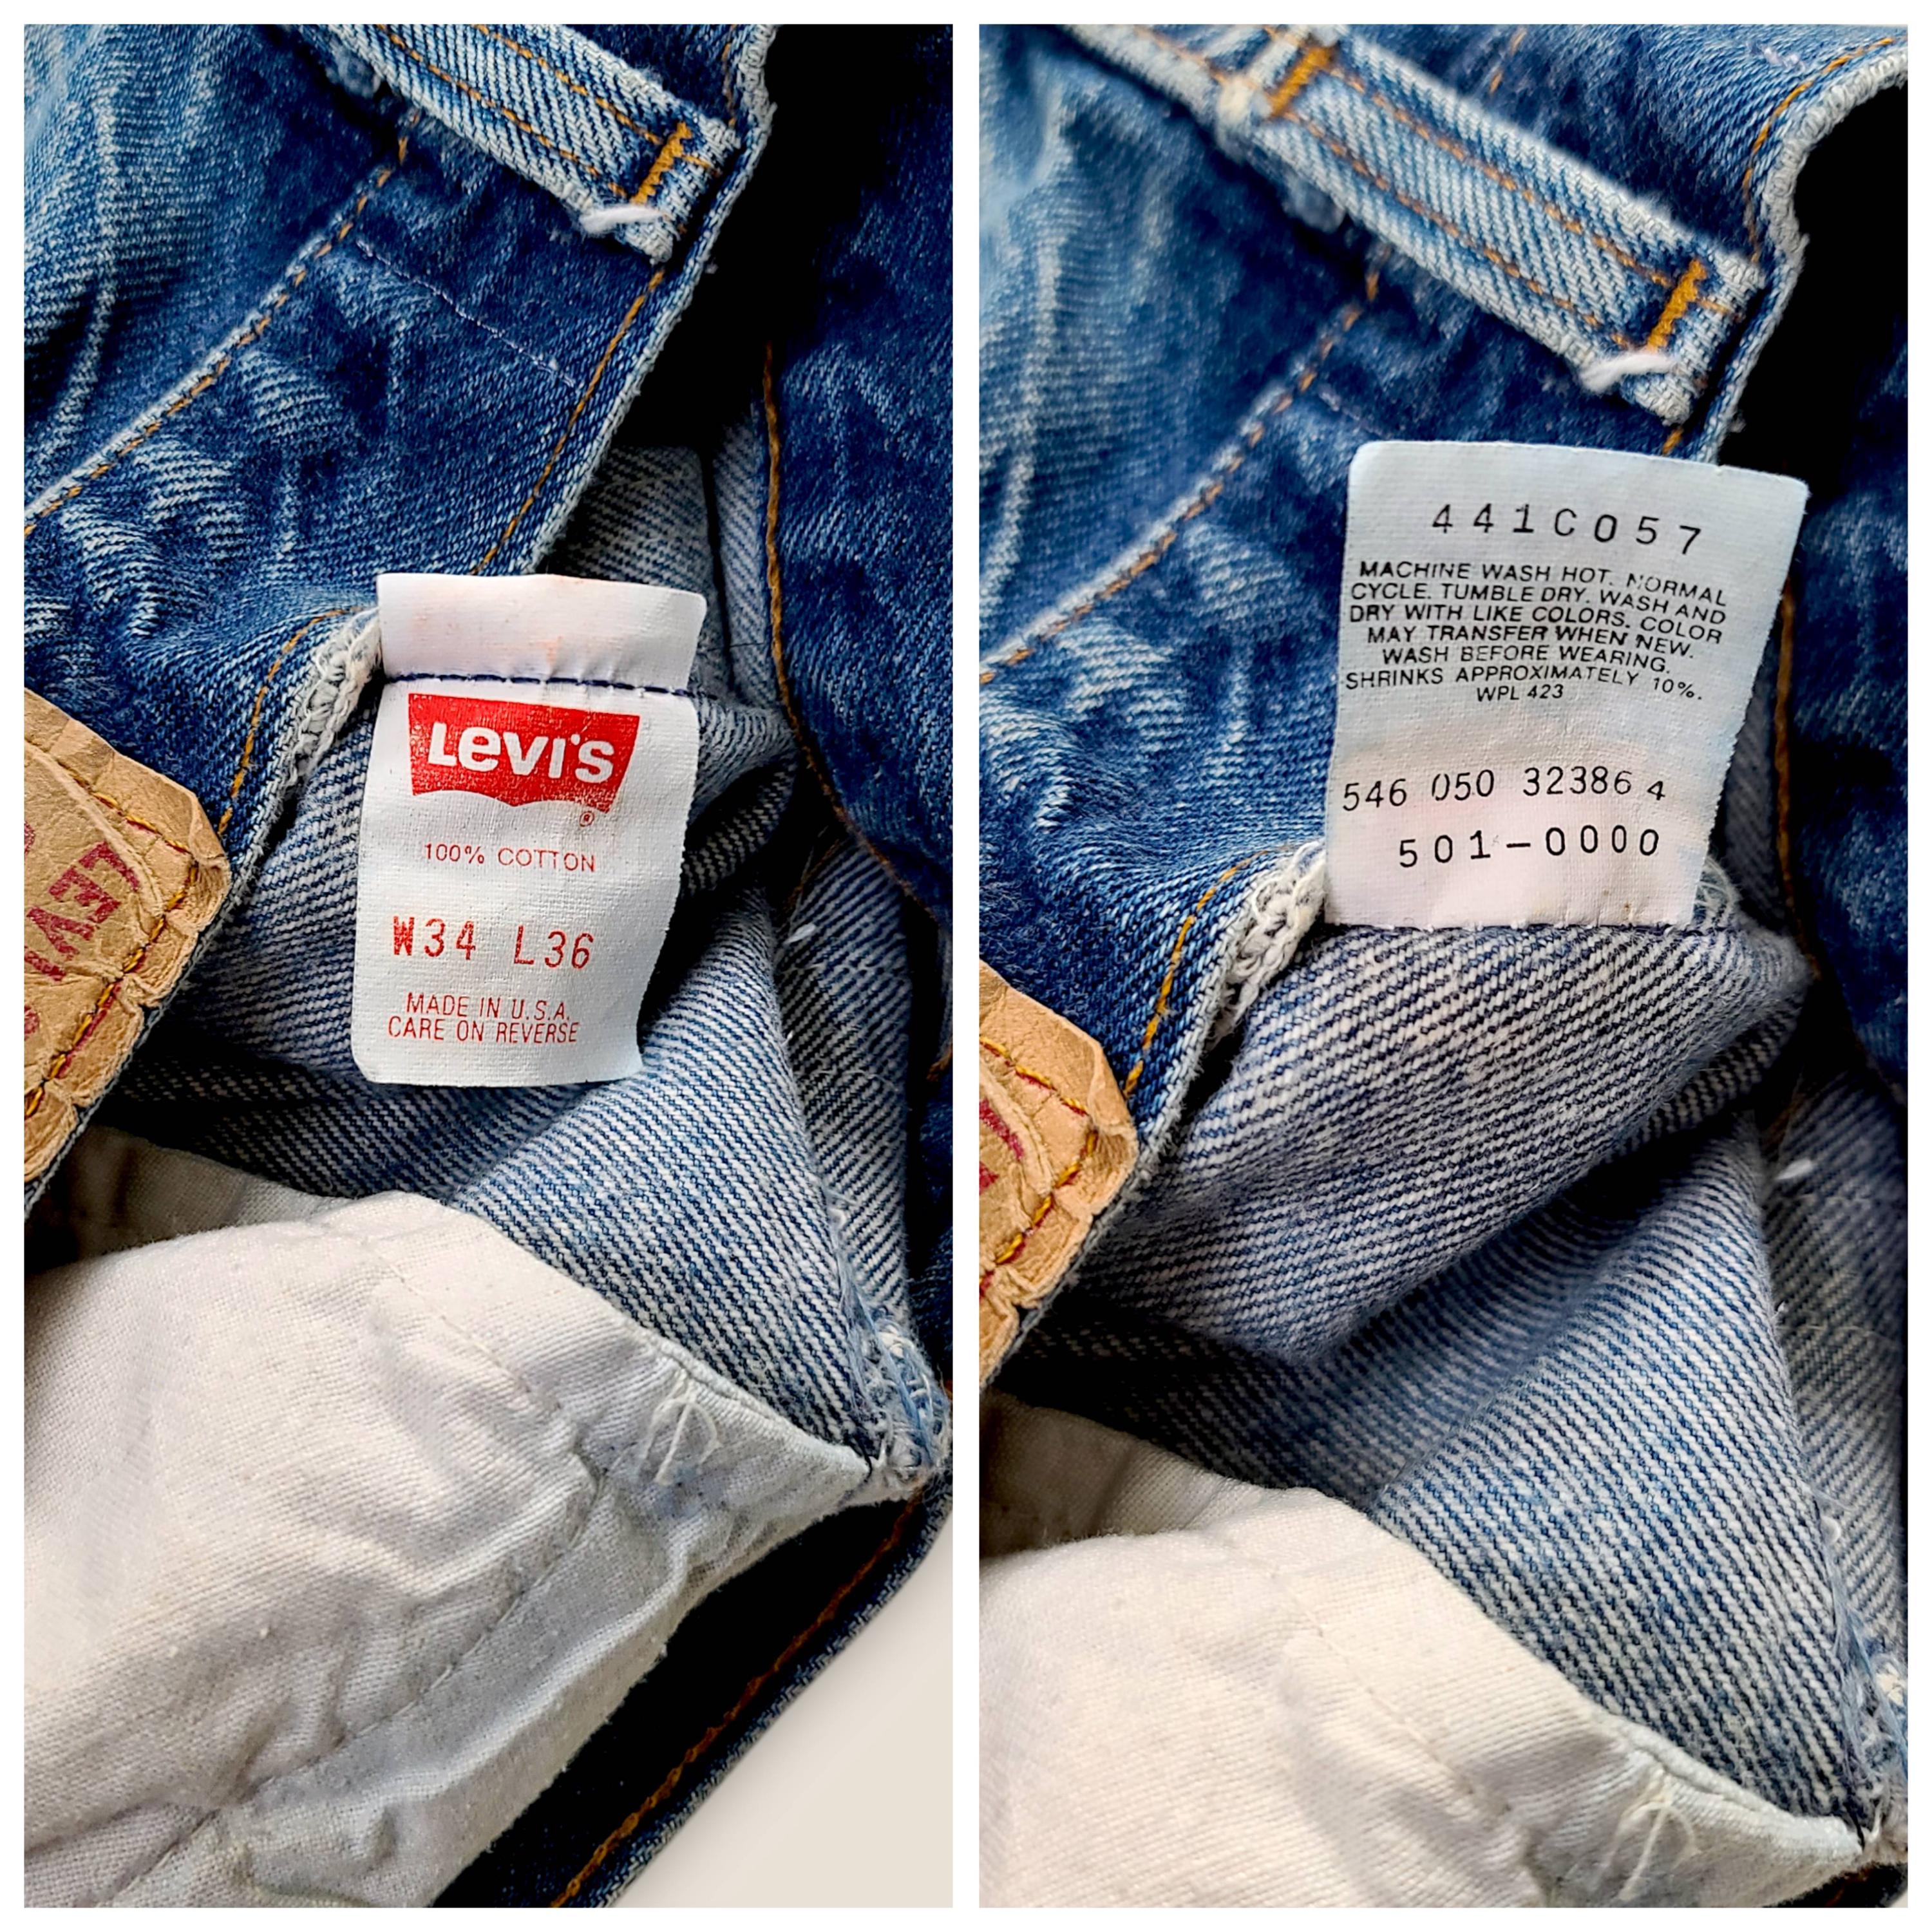 LEVI'S
®
100% COTTON
W34 L36
MADE IN U.S.A.
CARE ON REVERSE
441C057
MACHINE WASH HOT. NORMAL
CYCLE. TUMBLE DRY. WASH AND
DRY WITH LIKE COLORS. COLOR
MAY TRANSFER WHEN NEW.
WASH BEFORE WEARING.
SHRINKS APPROXIMATELY 10%.
WPL 423
546 050 32386 4
501-0000